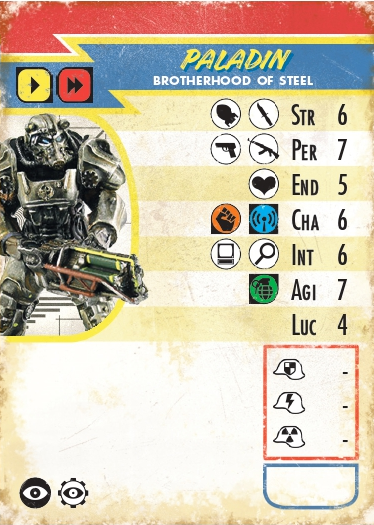 PALADIN
BROTHERHOOD OF STEEL
STR 6
PER 7
END 5
CHA 6
INT 6
AGI 7
LUC 4
-
-
-